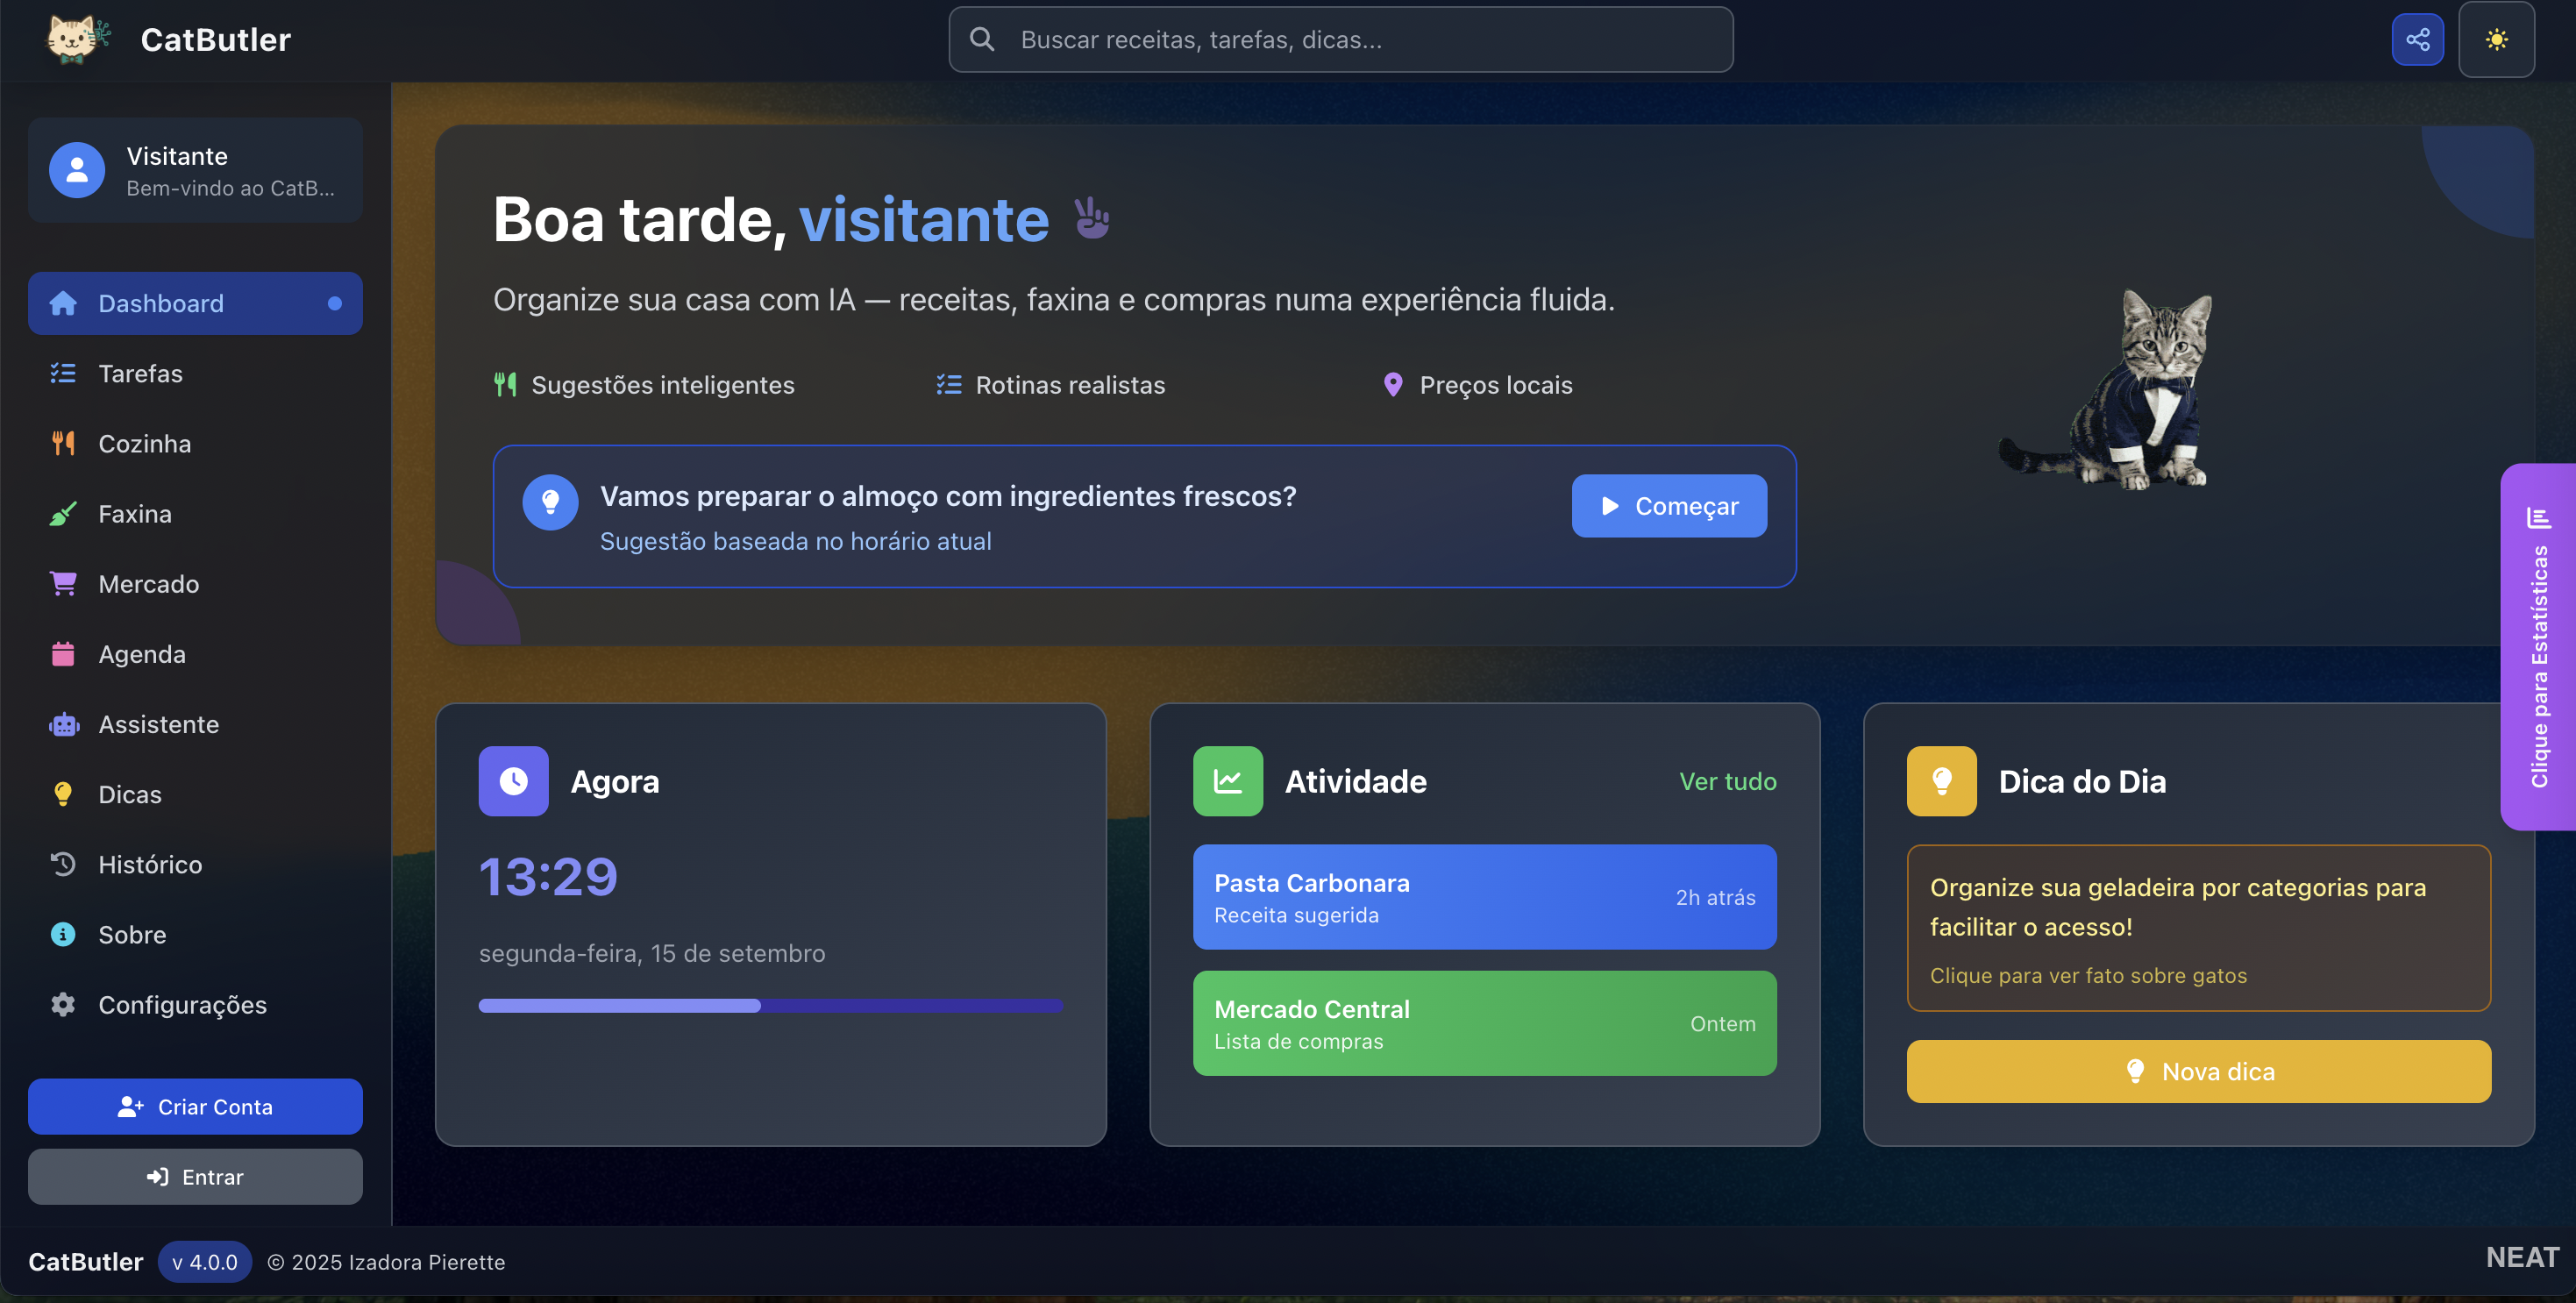 CatButler
Buscar receitas, tarefas, dicas...
Visitante
Bem-vindo ao CatB...
Dashboard
Tarefas
Cozinha
Faxina
Mercado
Agenda
Assistente
Dicas
Histórico
Sobre
Configurações
Criar Conta
Entrar
Boa tarde, visitante
Organize sua casa com IA — receitas, faxina e compras numa experiência fluida.
Sugestões inteligentes
Rotinas realistas
Preços locais
Vamos preparar o almoço com ingredientes frescos?
Sugestão baseada no horário atual
Começar
Clique para Estatísticas
Agora
13:29
segunda-feira, 15 de setembro
Atividade
Ver tudo
Pasta Carbonara
Receita sugerida
2h atrás
Mercado Central
Lista de compras
Ontem
Dica do Dia
Organize sua geladeira por categorias para
facilitar o acesso!
Clique para ver fato sobre gatos
Nova dica
CatButler v 4.0.0 © 2025 Izadora Pierette
NEAT